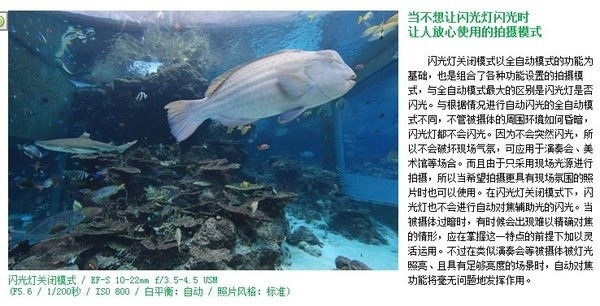 当不想让闪光灯闪光时
让人放心使用的拍摄模式
闪光灯关闭模式以全自动模式的功能为
基础，也是组合了各种功能设置的拍摄模
式，与全自动模式最大的区别是闪光灯是否
闪光。与根据情况进行自动闪光的全自动模
式不同，不管被摄体的周围环境如何昏暗，
闪光灯都不会闪光。因为不会突然闪光，所
以不会破坏现场气氛，可应用于演奏会、美
术馆等场合。而且由于只采用现场光源进行
拍摄，所以当希望拍摄更具有现场氛围的照
片时也可以使用。在闪光灯关闭模式下，闪
光灯也不会进行自动对焦辅助光的闪光。当
被摄体过暗时，有时候会出现难以精确对焦
的情形，应在掌握这一特点的前提下加以灵
活运用。不过在类似演奏会等被摄体被灯光
照亮、且具有足够亮度的场景时，自动对焦
功能将毫无问题地发挥作用。
闪光灯关闭模式 / EF-S 10-22mm f/3.5-4.5 USM
（F5.6 / 1/200秒 / ISO 800 / 白平衡：自动 / 照片风格：标准）